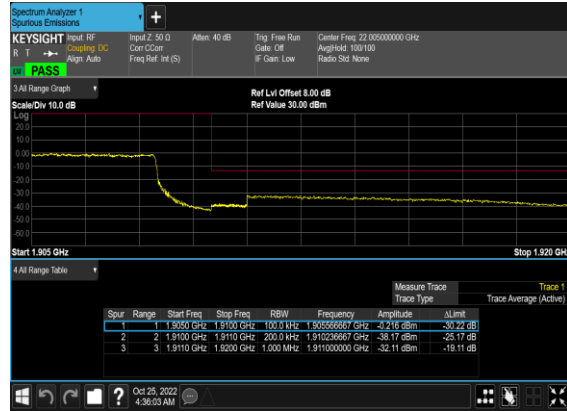 Spectrum Analyzer 1
Spurious Emissions
KEYSIGHT Input: RF Input Z: 50 Ω Atten: 40 dB Trig: Free Run Center Freq: 22.005000000 GHz
R T Coupling: DC Corr CCorr Gate: Off Avg|Hold: 100/100
Align: Auto Freq Ref: Int (S) IF Gain: Low Radio Std: None
PASS
3 All Range Graph
Ref Lvl Offset 8.00 dB
Scale/Div 10.0 dB Ref Value 30.00 dBm
Log
20.0
10.0
0.00
-10.0
-20.0
-30.0
-40.0
-50.0
-60.0
Start 1.905 GHz Stop 1.920 GHz
4 All Range Table
Measure Trace Trace 1
Trace Type Trace Average (Active)
Spur Range Start Freq Stop Freq RBW Frequency Amplitude ΔLimit
1 1 1.9050 GHz 1.9100 GHz 100.0 kHz 1.905566667 GHz -0.216 dBm -30.22 dB
2 2 1.9100 GHz 1.9110 GHz 200.0 kHz 1.910236667 GHz -38.17 dBm -25.17 dB
3 3 1.9110 GHz 1.9200 GHz 1.000 MHz 1.911000000 GHz -32.11 dBm -19.11 dB
? Oct 25, 2022
4:36:03 AM